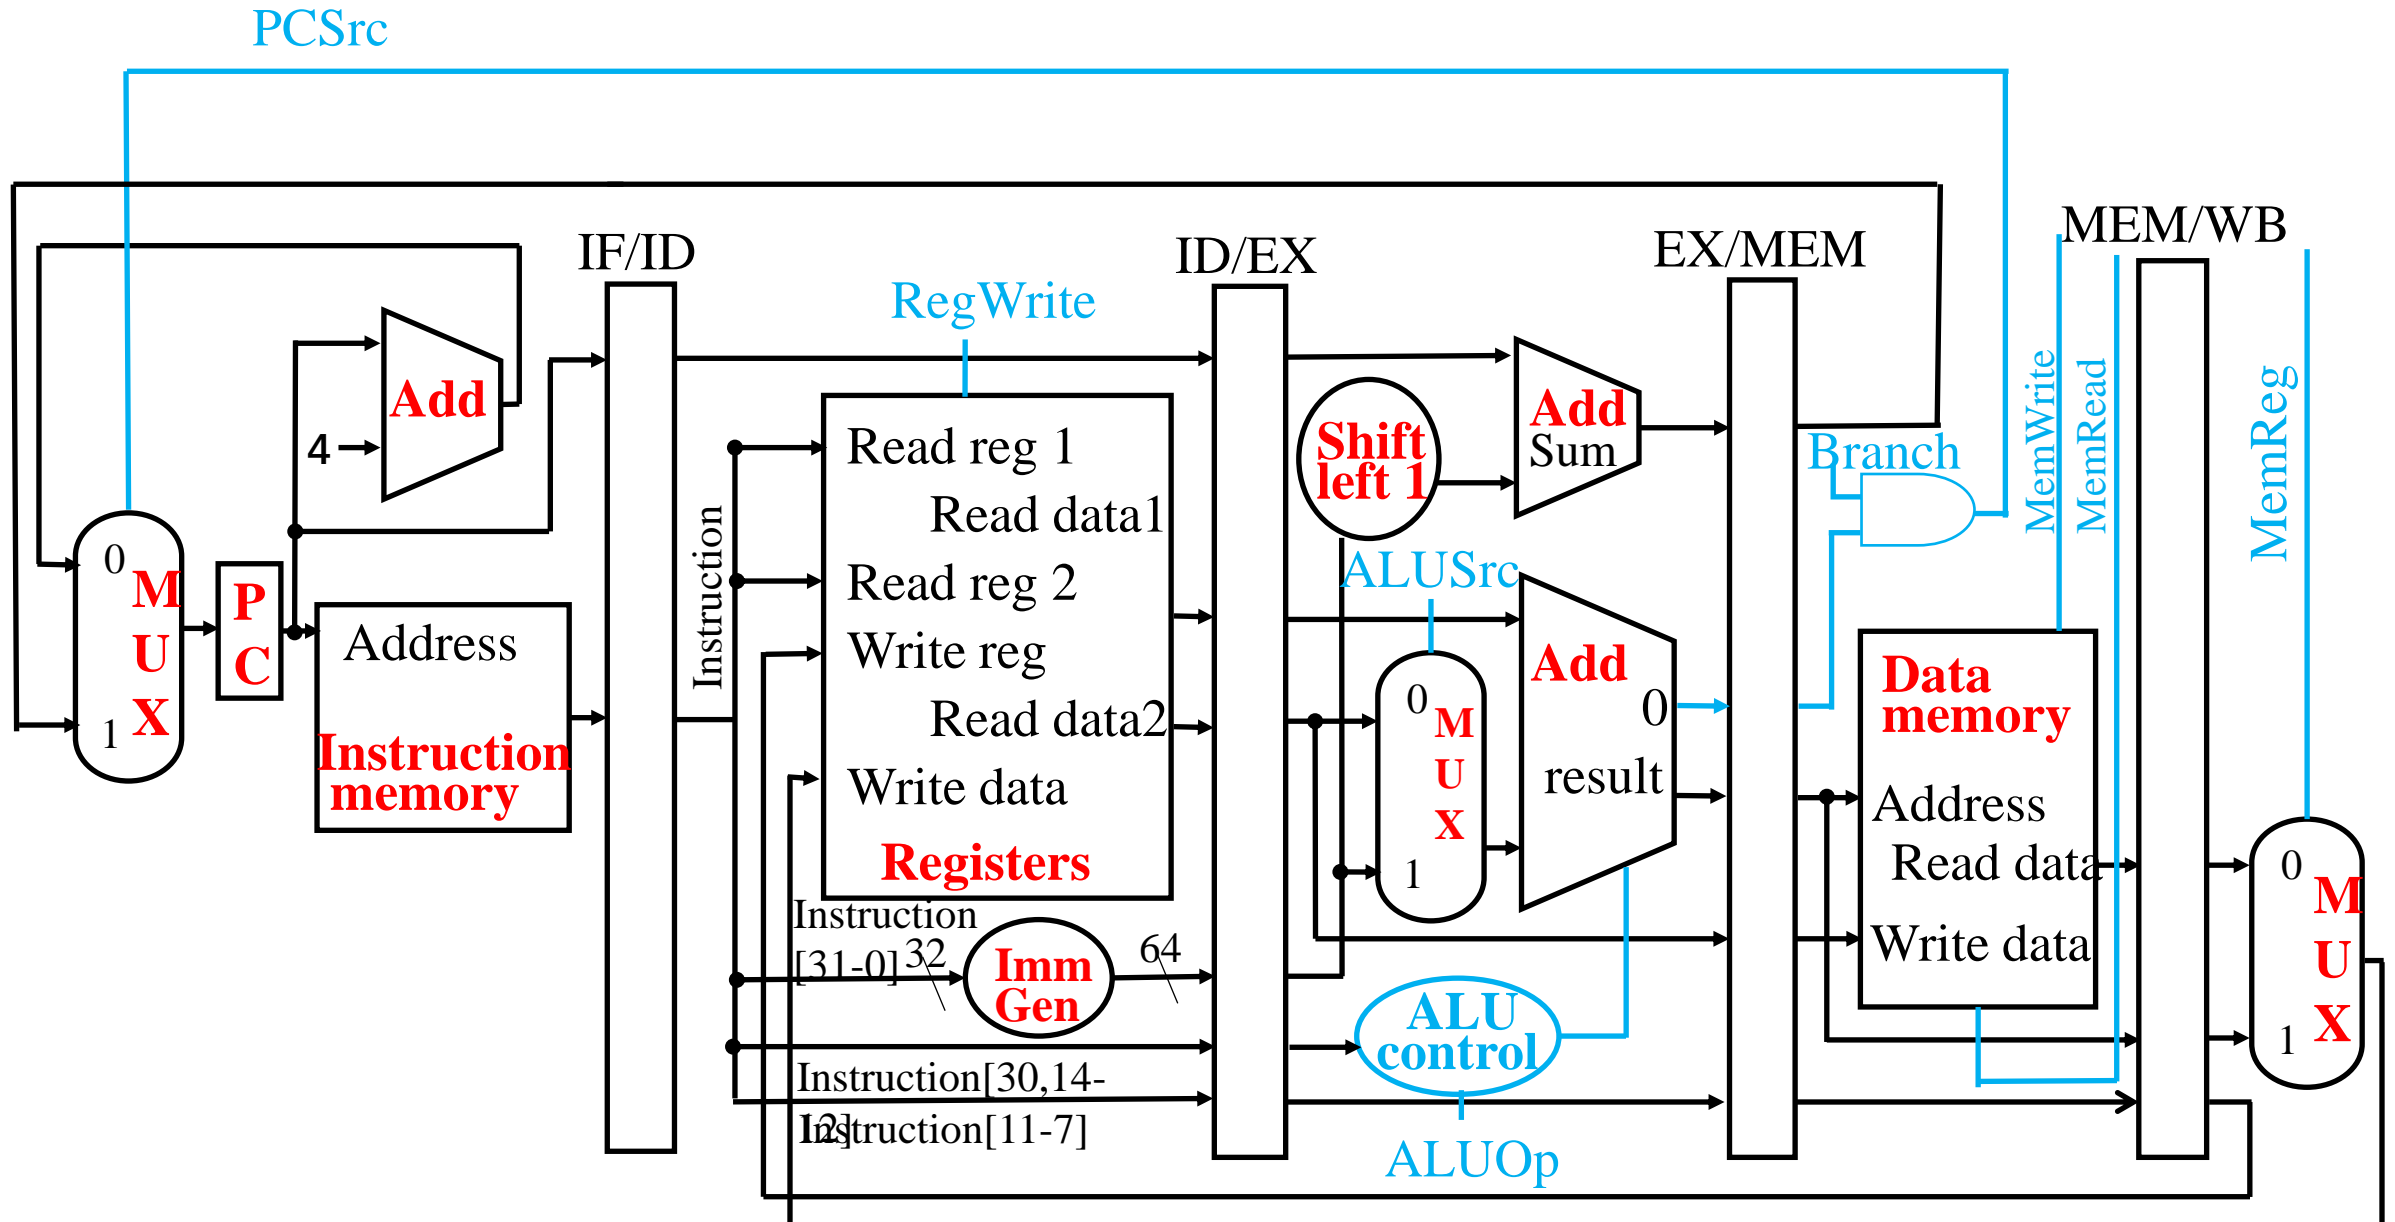 PCSrc
IF/ID
ID/EX
EX/MEM
MEM/WB
RegWrite
Add
4
0
M
U
X
1
P
C
Address
Instruction
memory
Instruction
Read reg 1
Read data1
Read reg 2
Write reg
Read data2
Write data
Registers
Instruction
[31-0]
32
Imm
Gen
64
Instruction[30,14-
12]
Instruction[11-7]
Shift
left 1
Add
Sum
ALUSrc
0
M
U
X
1
Add
0
result
ALU
control
ALUOp
Branch
MemWrite
MemRead
MemReg
Data
memory
Address
Read data
Write data
0
M
U
X
1